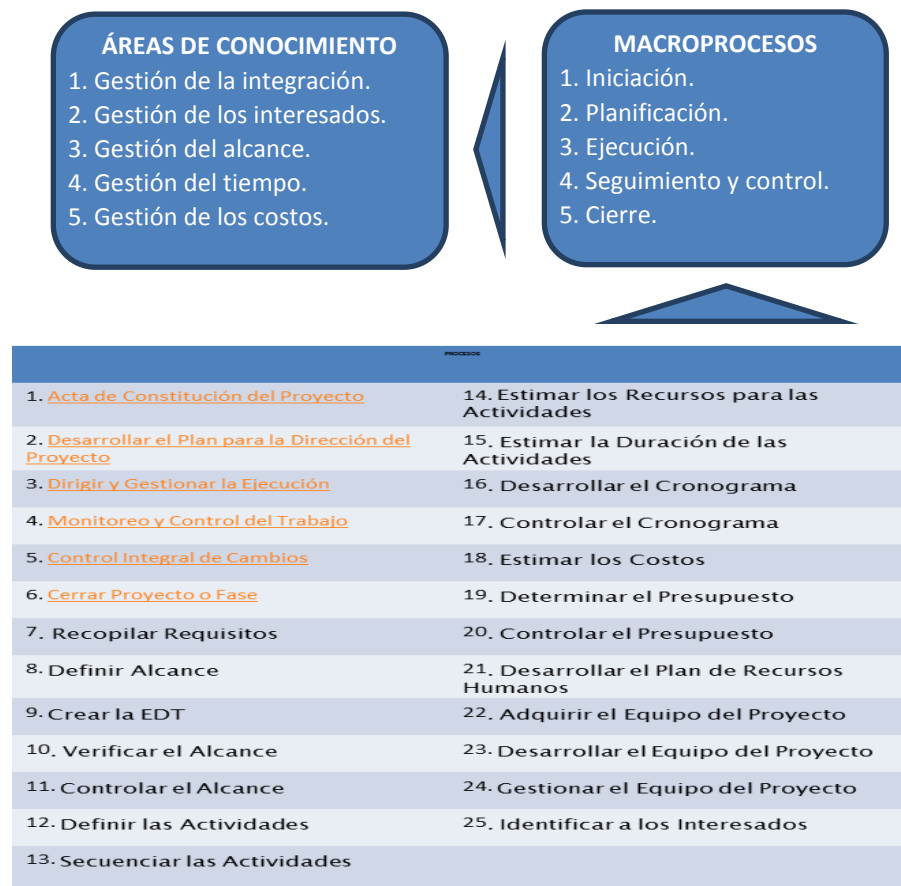 ÁREAS DE CONOCIMIENTO
1. Gestión de la integración.
2. Gestión de los interesados.
3. Gestión del alcance.
4. Gestión del tiempo.
5. Gestión de los costos.
MACROPROCESOS
1. Iniciación.
2. Planificación.
3. Ejecución.
4. Seguimiento y control.
5. Cierre.
PROCESOS
1. Acta de Constitución del Proyecto
14. Estimar los Recursos para las
Actividades
2. Desarrollar el Plan para la Dirección del
Proyecto
15. Estimar la Duración de las
Actividades
3. Dirigir y Gestionar la Ejecución
16. Desarrollar el Cronograma
4. Monitoreo y Control del Trabajo
17. Controlar el Cronograma
5. Control Integral de Cambios
18. Estimar los Costos
6. Cerrar Proyecto o Fase
19. Determinar el Presupuesto
7. Recopilar Requisitos
20. Controlar el Presupuesto
8. Definir Alcance
21. Desarrollar el Plan de Recursos
Humanos
9. Crear la EDT
22. Adquirir el Equipo del Proyecto
10. Verificar el Alcance
23. Desarrollar el Equipo del Proyecto
11. Controlar el Alcance
24. Gestionar el Equipo del Proyecto
12. Definir las Actividades
25. Identificar a los Interesados
13. Secuenciar las Actividades